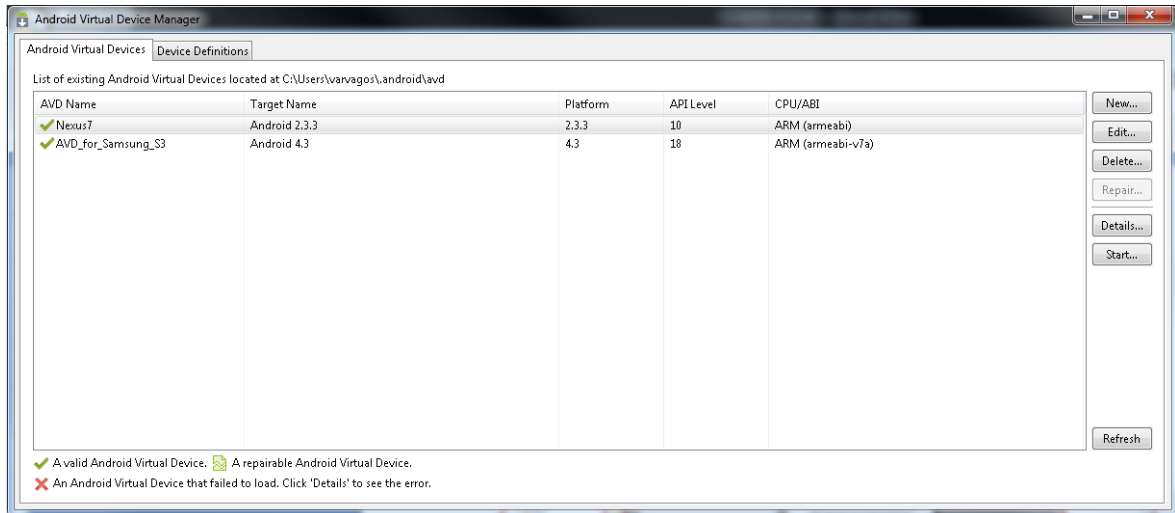 Android Virtual Device Manager
Android Virtual Devices Device Definitions
List of existing Android Virtual Devices located at C:\Users\varvagos\.android\avd
AVD Name Target Name Platform API Level CPU/ABI
Nexus7 Android 2.3.3 2.3.3 10 ARM (armeabi)
AVD_for_Samsung_S3 Android 4.3 4.3 18 ARM (armeabi-v7a)
New...
Edit...
Delete...
Repair...
Details...
Start...
Refresh
A valid Android Virtual Device. A repairable Android Virtual Device.
An Android Virtual Device that failed to load. Click 'Details' to see the error.